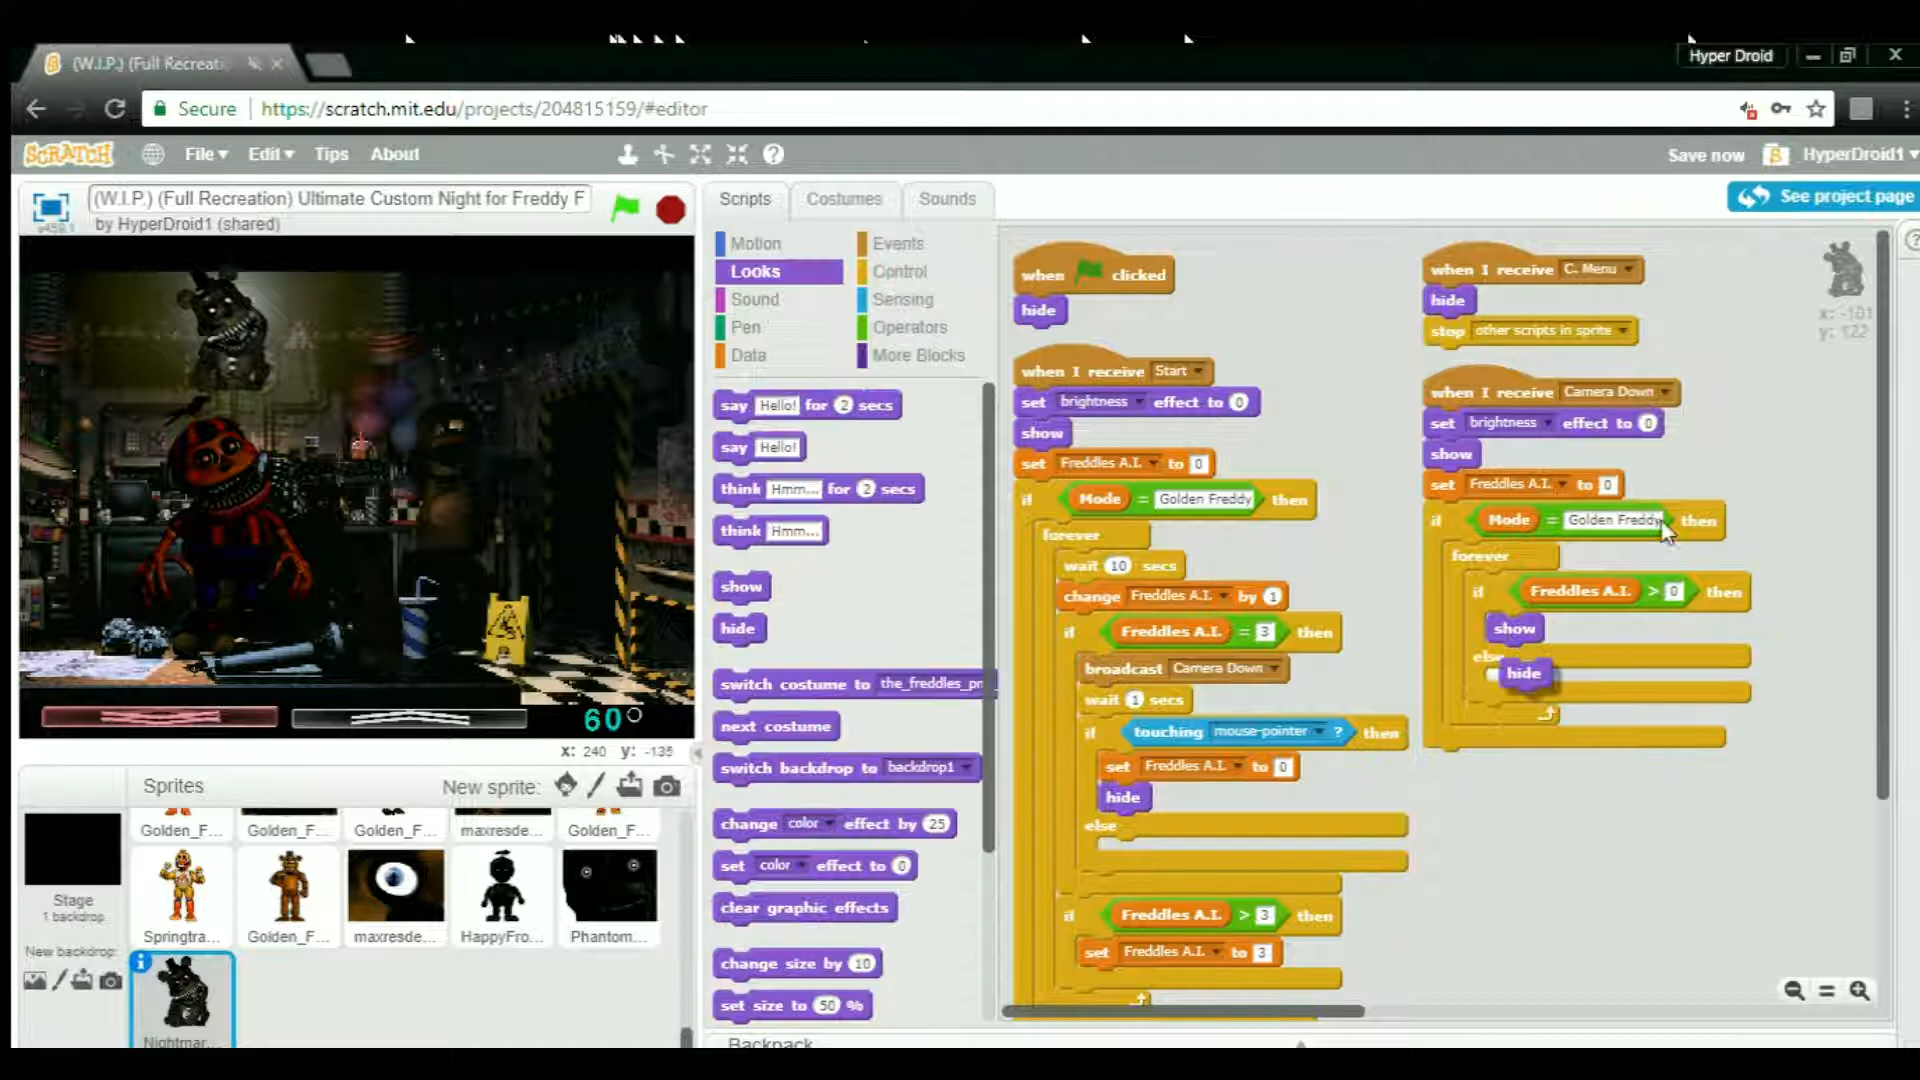 (W.I.P.) (Full Recreati
Hyper Droid
Secure
https://scratch.mit.edu/projects/204815159/#editor
SCRATCH
File
Edit
Tips
About
Save now
HyperDroid1
(W.I.P.) (Full Recreation) Ultimate Custom Night for Freddy F
by HyperDroid1 (shared)
v459.1
Scripts
Costumes
Sounds
See project page
Motion
Looks
Sound
Pen
Data
Events
Control
Sensing
Operators
More Blocks
say Hello! for 2 secs
say Hello!
think Hmm... for 2 secs
think Hmm...
show
hide
switch costume to the_freddles_pn
next costume
switch backdrop to backdrop1
change color effect by 25
set color effect to 0
clear graphic effects
change size by 10
set size to 50 %
when clicked
hide
when I receive Start
set brightness effect to 0
show
set Freddles A.I. to 0
if Mode = Golden Freddy then
forever
wait 10 secs
change Freddles A.I. by 1
if Freddles A.I. = 3 then
broadcast Camera Down
wait 1 secs
if touching mouse-pointer ? then
set Freddles A.I. to 0
hide
else
if Freddles A.I. > 3 then
set Freddles A.I. to 3
when I receive C. Menu
hide
stop other scripts in sprite
when I receive Camera Down
set brightness effect to 0
show
set Freddles A.I. to 0
if Mode = Golden Freddy then
forever
if Freddles A.I. > 0 then
show
else
hide
x: -101
y: 122
60
x: 240 y: -135
Sprites
New sprite:
Golden_F...
Golden_F...
Golden_F...
maxresde...
Golden_F...
Stage
1 backdrop
New backdrop:
Springtra...
Golden_F...
maxresde...
HappyFro...
Phantom...
Nightmar...
Backpack